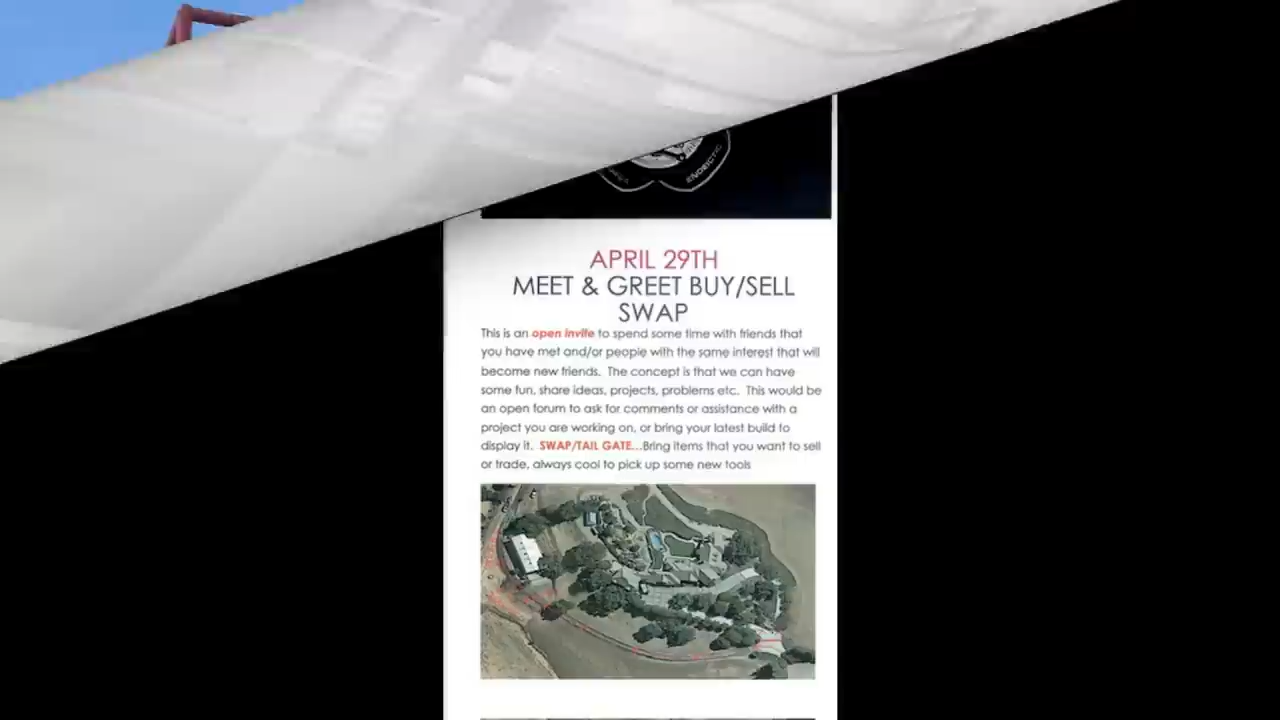 APRIL 29TH
MEET & GREET BUY/SELL
SWAP
This is an open invite to spend some time with friends that
you have met and/or people with the same interest that will
become new friends. The concept is that we can have
some fun, share ideas, projects, problems etc. This would be
an open forum to ask for comments or assistance with a
project you are working on, or bring your latest build to
display it. SWAP/TAIL GATE...Bring items that you want to sell
or trade, always cool to pick up some new tools